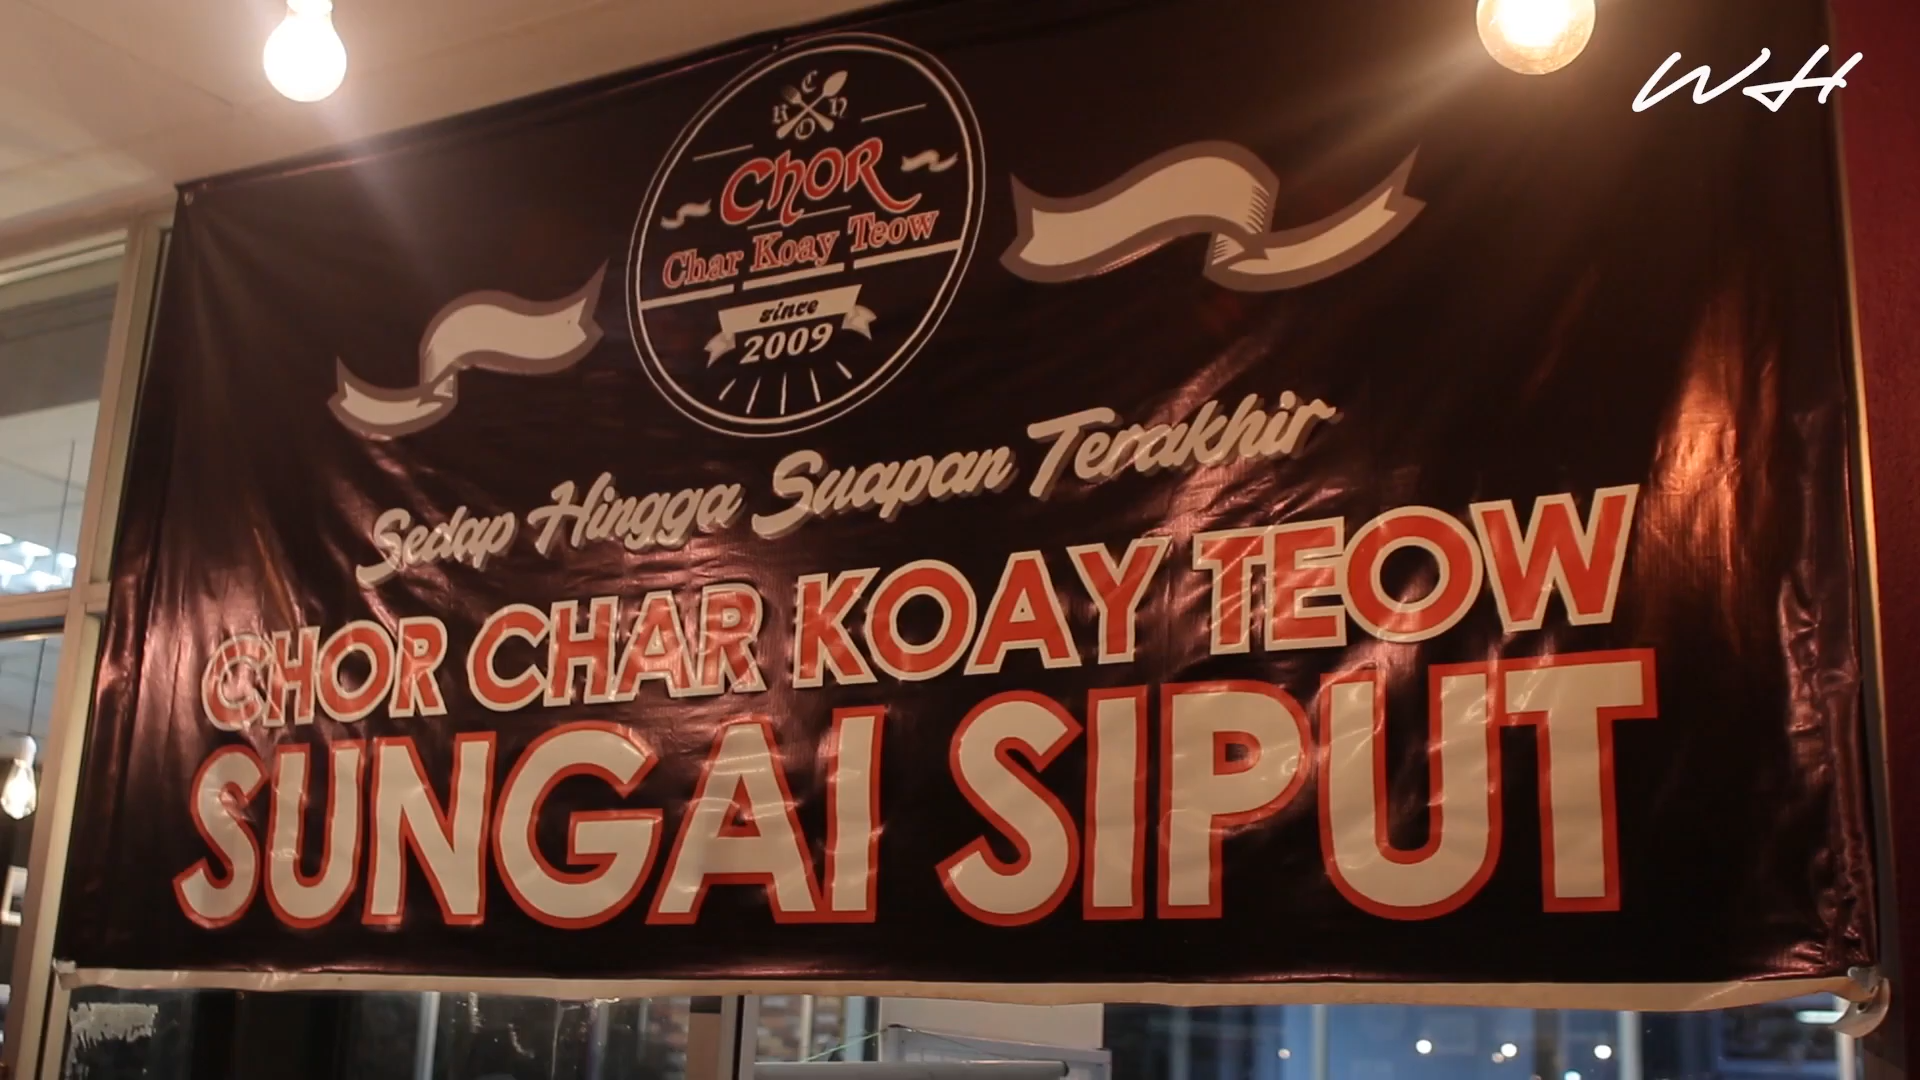 WH
C
R H
O
Chor
Char Koay Teow
since
2009
Sedap Hingga Suapan Terakhir
CHOR CHAR KOAY TEOW
SUNGAI SIPUT